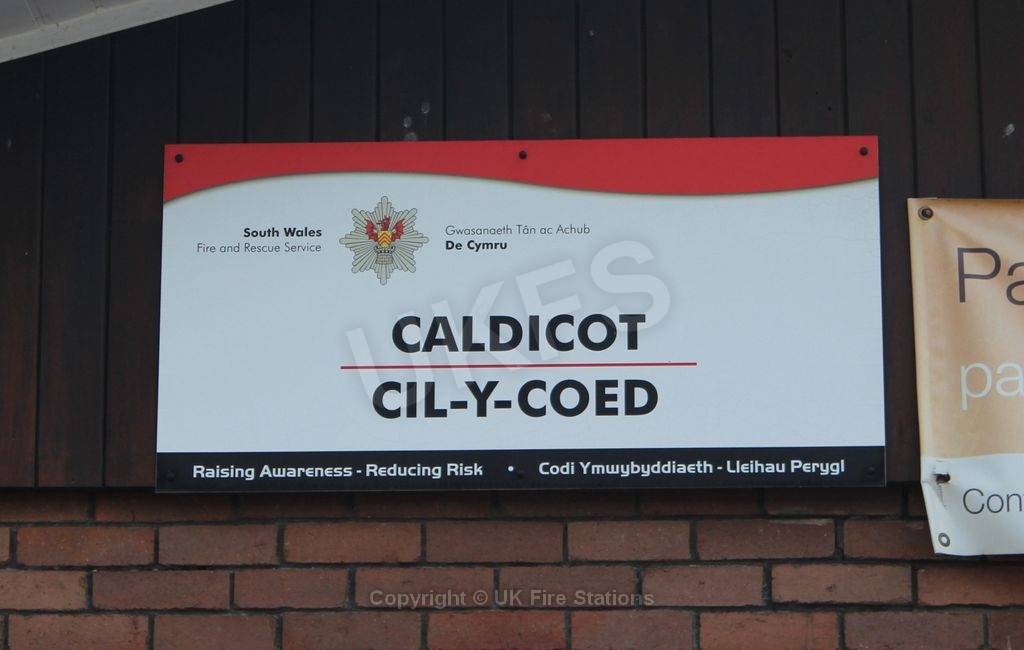 South Wales
Fire and Rescue Service
Gwasanaeth Tân ac Achub
De Cymru
UKFS
CALDICOT
CIL-Y-COED
Raising Awareness - Reducing Risk • Codi Ymwybyddiaeth - Lleihau Perygl
Pa
pa
Con
Copyright © UK Fire Stations